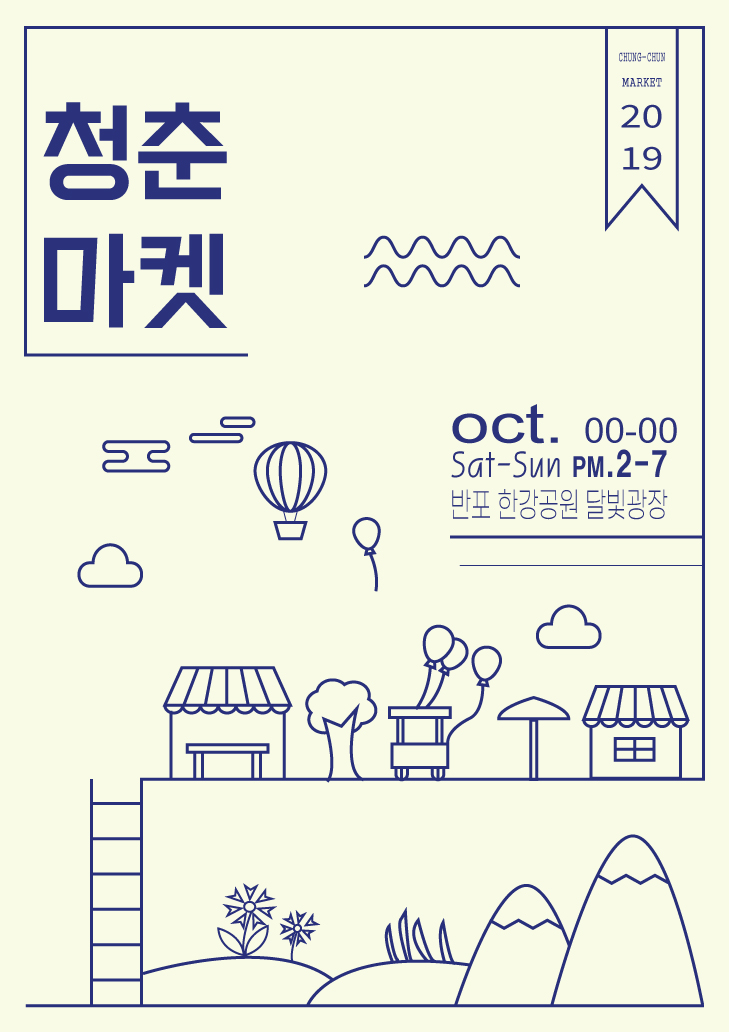 청춘
마켓
CHUNG-CHUN
MARKET
20
19
oct. 00-00
Sat-Sun PM.2-7
반포 한강공원 달빛광장